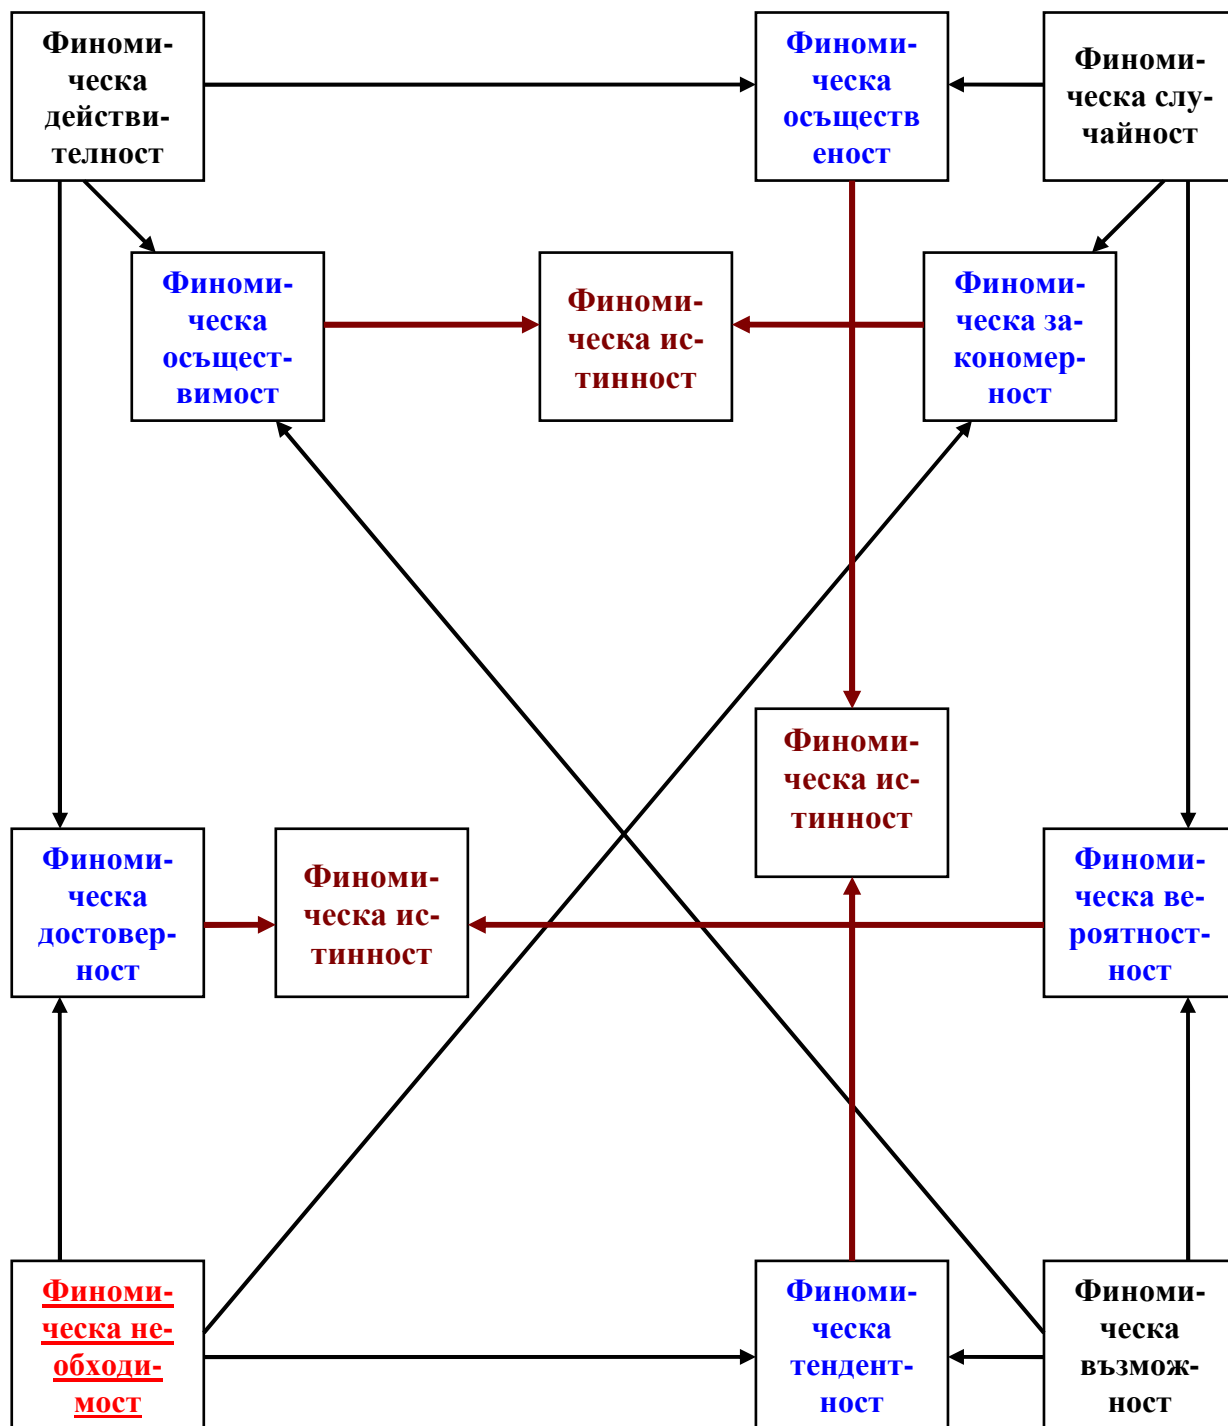 Финоми-
ческа
действи-
телност
Финоми-
ческа
осъществ
еност
Финоми-
ческа слу-
чайност
Финоми-
ческа
осъщест-
вимост
Финоми-
ческа ис-
тинност
Финоми-
ческа за-
кономер-
ност
Финоми-
ческа ис-
тинност
Финоми-
ческа
достовер-
ност
Финоми-
ческа ис-
тинност
Финоми-
ческа ве-
роятност-
ност
Финоми-
ческа не-
обходи-
мост
Финоми-
ческа
тендент-
ност
Финоми-
ческа
възмож-
ност